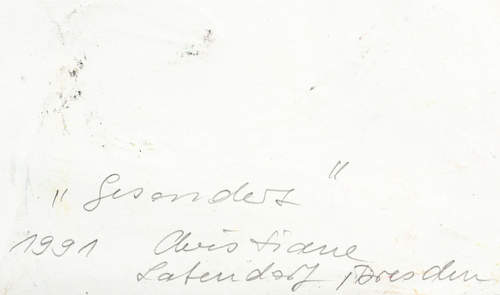 „Gesondert"
1991 Christiane
Latendorf, Dresden